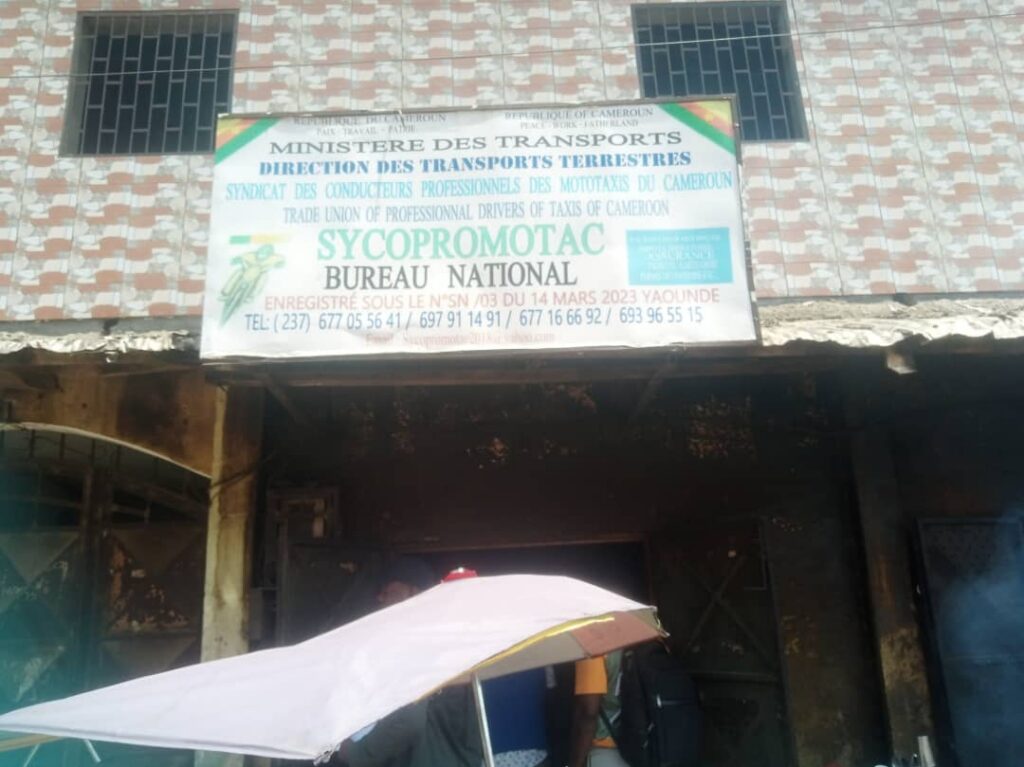 REPUBLIQUE DU CAMEROUN
PAIX - TRAVAIL - PATRIE
REPUBLIC OF CAMEROUN
PEACE - WORK - FATHERLAND
MINISTERE DES TRANSPORTS
DIRECTION DES TRANSPORTS TERRESTRES
SYNDICAT DES CONDUCTEURS PROFESSIONNELS DES MOTOTAXIS DU CAMEROUN
TRADE UNION OF PROFESSIONNAL DRIVERS OF TAXIS OF CAMEROON
SYCOPROMOTAC
ASSURANCE
BUREAU NATIONAL
ENREGISTRÉ SOUS LE N°SN /03 DU 14 MARS 2023 YAOUNDE
TEL: ( 237) 677 05 56 41 / 697 91 14 91 / 677 16 66 92 / 693 96 55 15